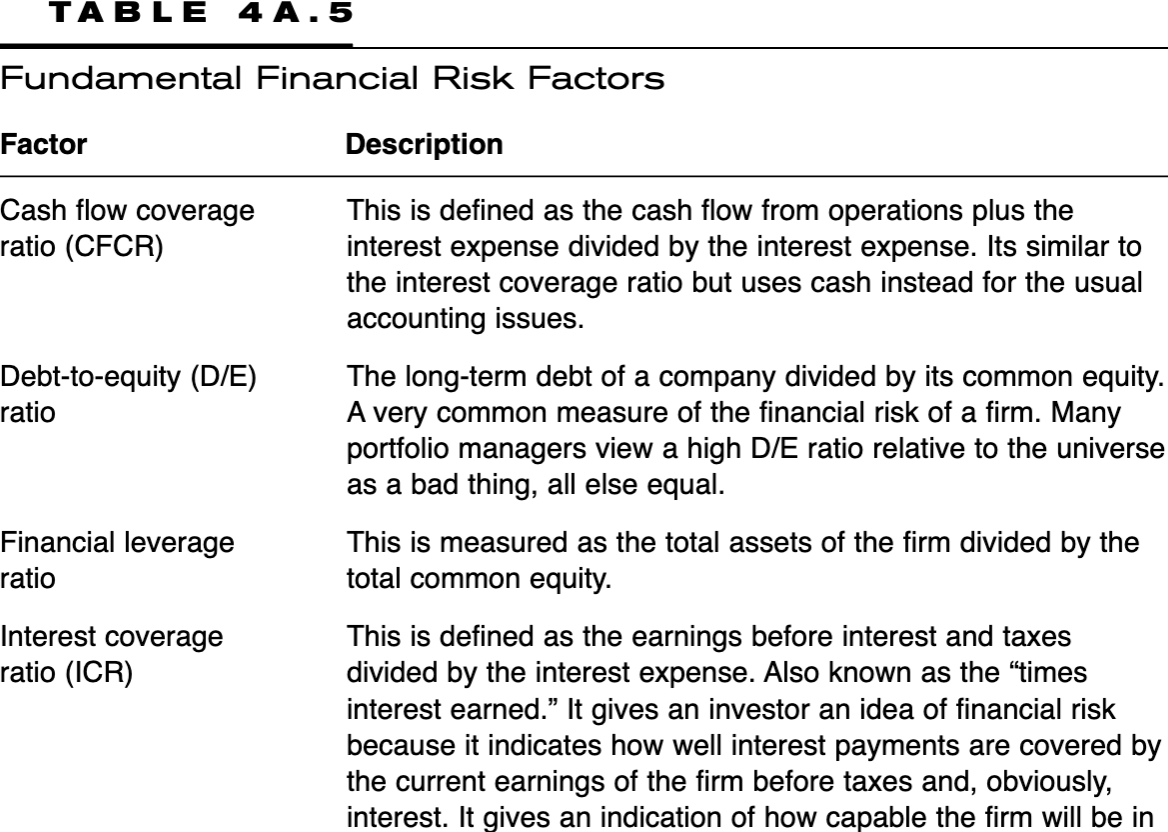 TABLE 4A.5
Fundamental Financial Risk Factors
Factor Description
Cash flow coverage This is defined as the cash flow from operations plus the
ratio (CFCR) interest expense divided by the interest expense. Its similar to
the interest coverage ratio but uses cash instead for the usual
accounting issues.
Debt-to-equity (D/E) The long-term debt of a company divided by its common equity.
ratio A very common measure of the financial risk of a firm. Many
portfolio managers view a high D/E ratio relative to the universe
as a bad thing, all else equal.
Financial leverage This is measured as the total assets of the firm divided by the
ratio total common equity.
Interest coverage This is defined as the earnings before interest and taxes
ratio (ICR) divided by the interest expense. Also known as the “times
interest earned.” It gives an investor an idea of financial risk
because it indicates how well interest payments are covered by
the current earnings of the firm before taxes and, obviously,
interest. It gives an indication of how capable the firm will be in